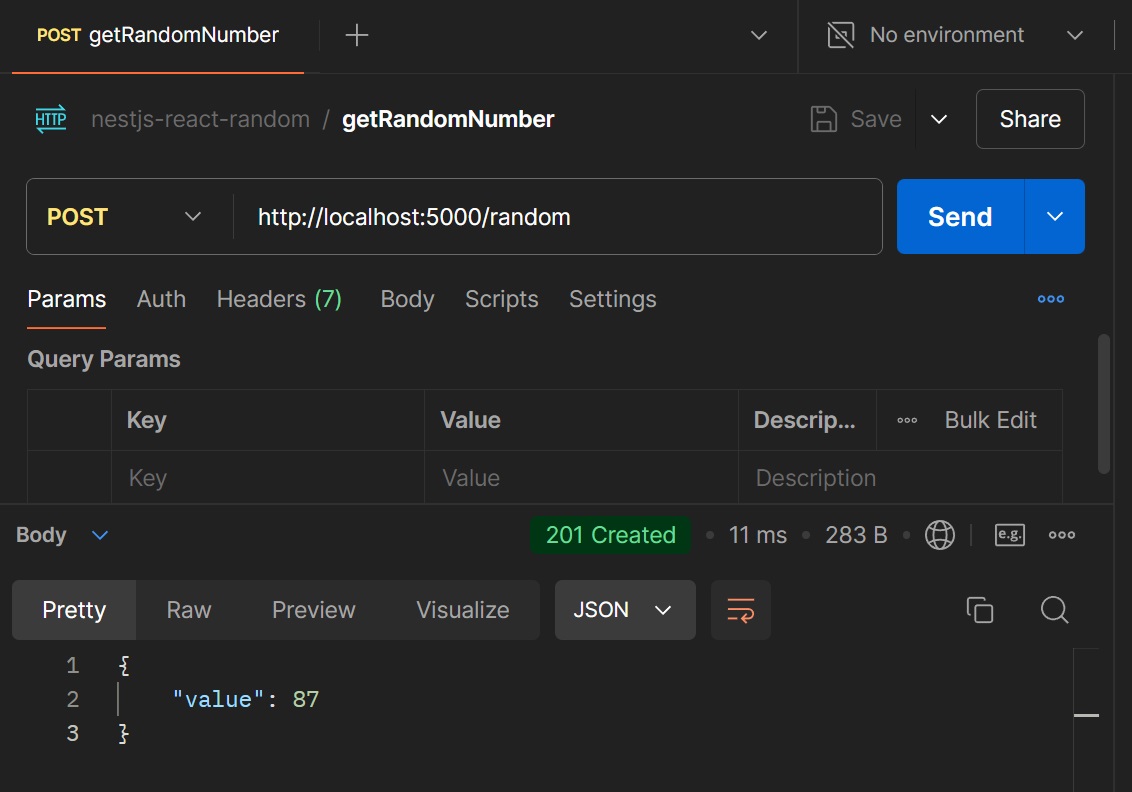 POST getRandomNumber
No environment
HTTP nestjs-react-random / getRandomNumber
Save
Share
POST
http://localhost:5000/random
Send
Params Auth Headers (7) Body Scripts Settings
Query Params
Key Value Descrip... Bulk Edit
Key Value Description
Body
201 Created • 11 ms • 283 B •
e.g.
Pretty Raw Preview Visualize JSON
1 {
2 "value": 87
3 }